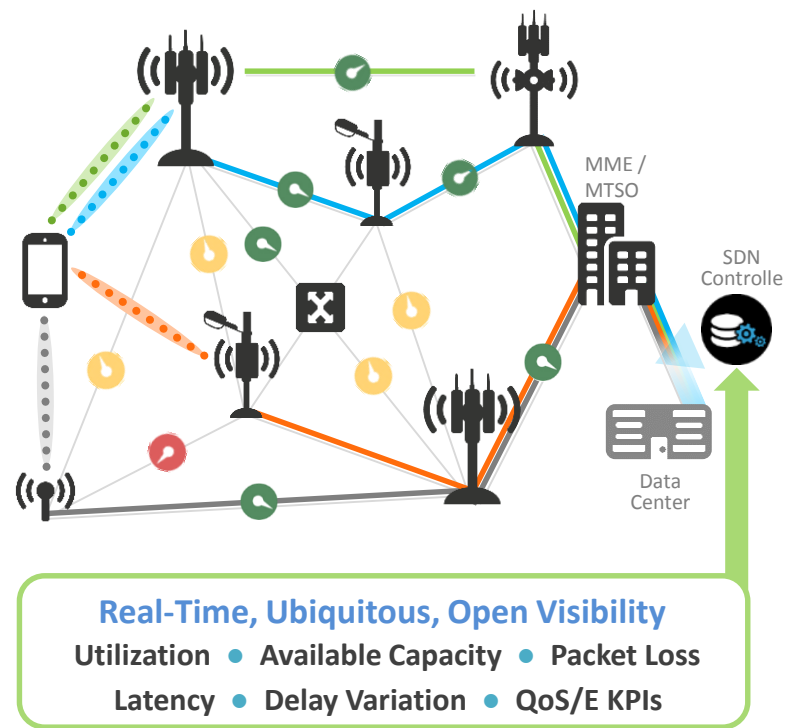 MME /
MTSO
SDN
Controlle
Data
Center
Real-Time, Ubiquitous, Open Visibility
Utilization • Available Capacity • Packet Loss
Latency • Delay Variation • QoS/E KPIs